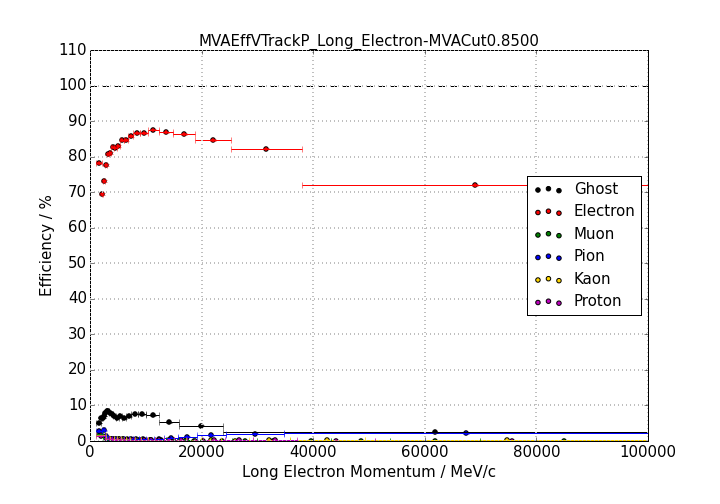 MVAEffVTrackP_Long_Electron-MVACut0.8500
110
100
90
80
70
60
50
40
30
20
10
0
Efficiency / %
Ghost
Electron
Muon
Pion
Kaon
Proton
0 20000 40000 60000 80000 100000
Long Electron Momentum / MeV/c